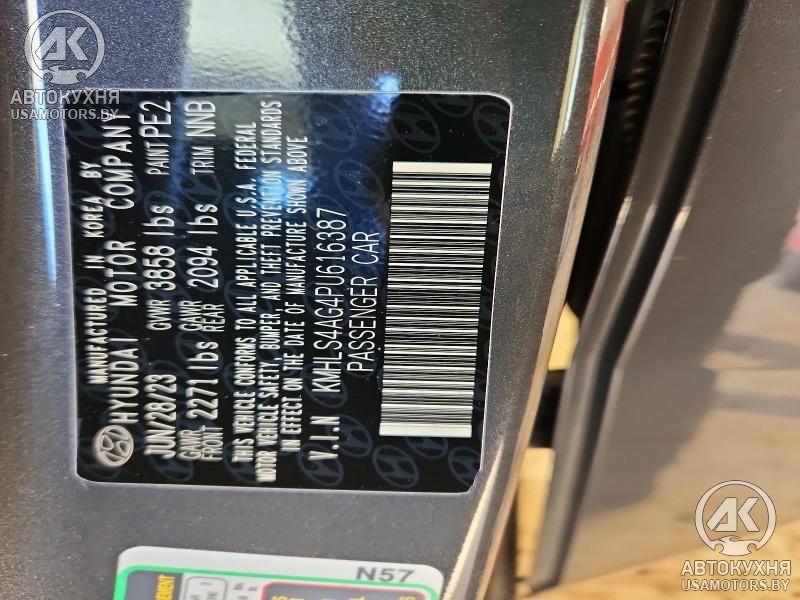 АВТОКУХНЯ
USAMOTORS.BY
MANUFACTURED IN KOREA BY
HYUNDAI MOTOR COMPANY
JUN/28/23 GVWR 3858 lbs PAINT PE2
GAWR FRONT 2271 lbs GAWR REAR 2094 lbs TRIM NNB
THIS VEHICLE CONFORMS TO ALL APPLICABLE U.S.A. FEDERAL
MOTOR VEHICLE SAFETY, BUMPER, AND THEFT PREVENTION STANDARDS
IN EFFECT ON THE DATE OF MANUFACTURE SHOWN ABOVE
V.I.N KMHLS4AG4PU616387
PASSENGER CAR
N57
АВТОКУХНЯ
USAMOTORS.BY